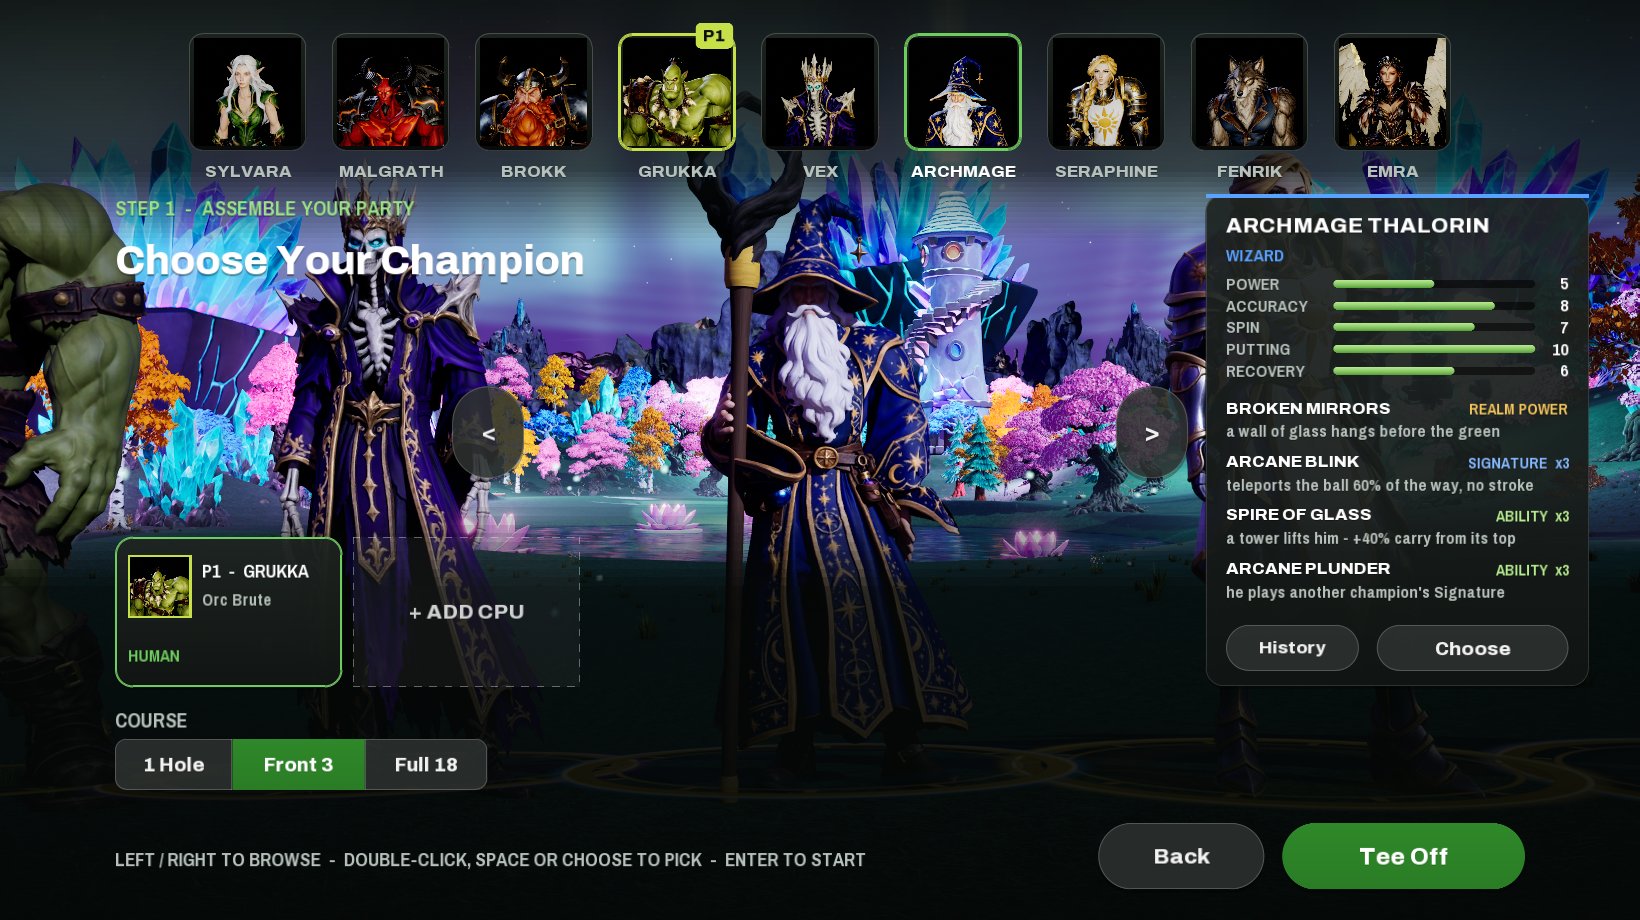 P1
SYLVARA
MALGRATH
BROKK
GRUKKA
VEX
ARCHMAGE
SERAPHINE
FENRIK
EMRA
STEP 1 - ASSEMBLE YOUR PARTY
Choose Your Champion
<
>
ARCHMAGE THALORIN
WIZARD
POWER 5
ACCURACY 8
SPIN 7
PUTTING 10
RECOVERY 6
BROKEN MIRRORS REALM POWER
a wall of glass hangs before the green
ARCANE BLINK SIGNATURE x3
teleports the ball 60% of the way, no stroke
SPIRE OF GLASS ABILITY x3
a tower lifts him - +40% carry from its top
ARCANE PLUNDER ABILITY x3
he plays another champion's Signature
History
Choose
P1 - GRUKKA
Orc Brute
HUMAN
+ ADD CPU
COURSE
1 Hole
Front 3
Full 18
LEFT / RIGHT TO BROWSE - DOUBLE-CLICK, SPACE OR CHOOSE TO PICK - ENTER TO START
Back
Tee Off